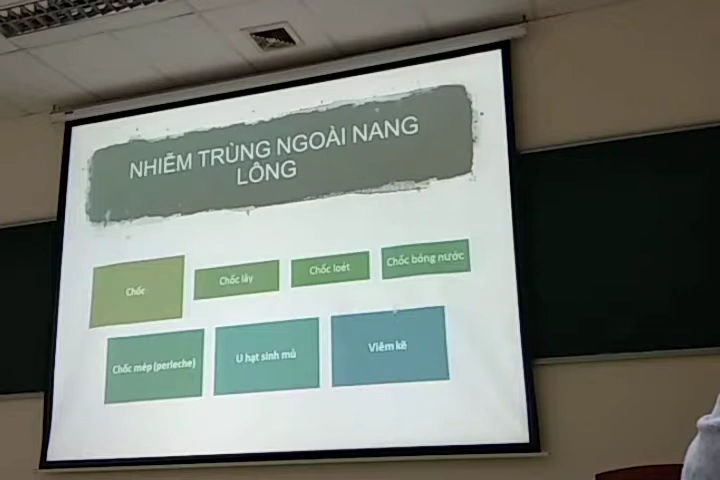 NHIỄM TRÙNG NGOÀI NANG
LÔNG
Chốc
Chốc lây
Chốc loét
Chốc bóng nước
Chốc mép (perleche)
U hạt sinh mủ
Viêm kẽ